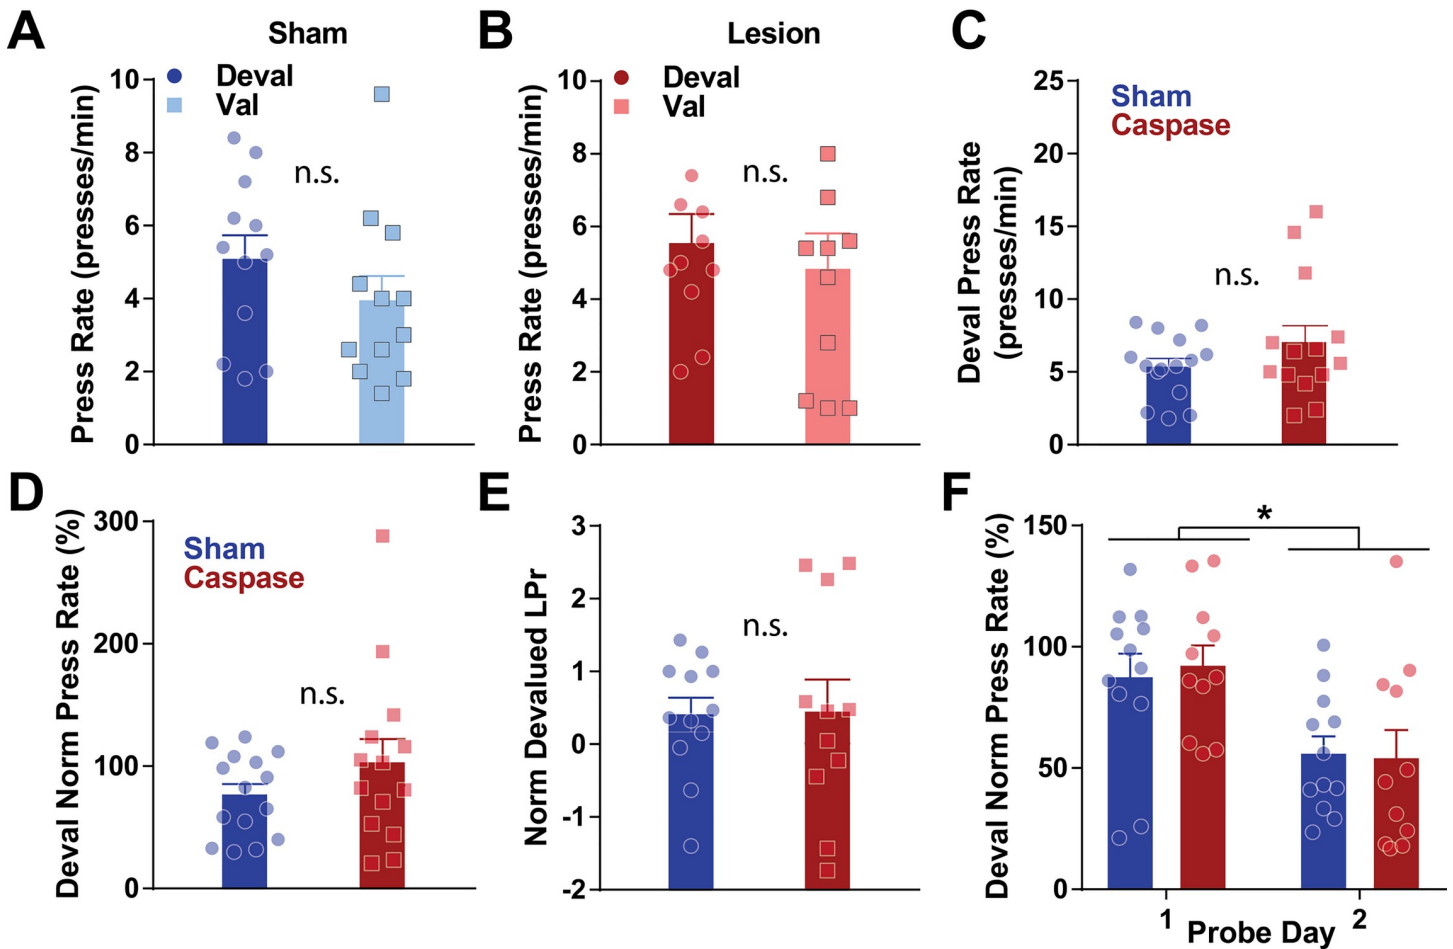 A
Sham
Press Rate (presses/min)
10
8
6
4
2
0
Deval
Val
n.s.
B
Lesion
Press Rate (presses/min)
10
8
6
4
2
0
Deval
Val
n.s.
C
Deval Press Rate
(presses/min)
25
20
15
10
5
0
Sham
Caspase
n.s.
D
Deval Norm Press Rate (%)
300
200
100
0
Sham
Caspase
n.s.
E
Norm Devalued LPr
3
2
1
0
-1
-2
n.s.
F
Deval Norm Press Rate (%)
150
100
50
0
*
1
2
Probe Day